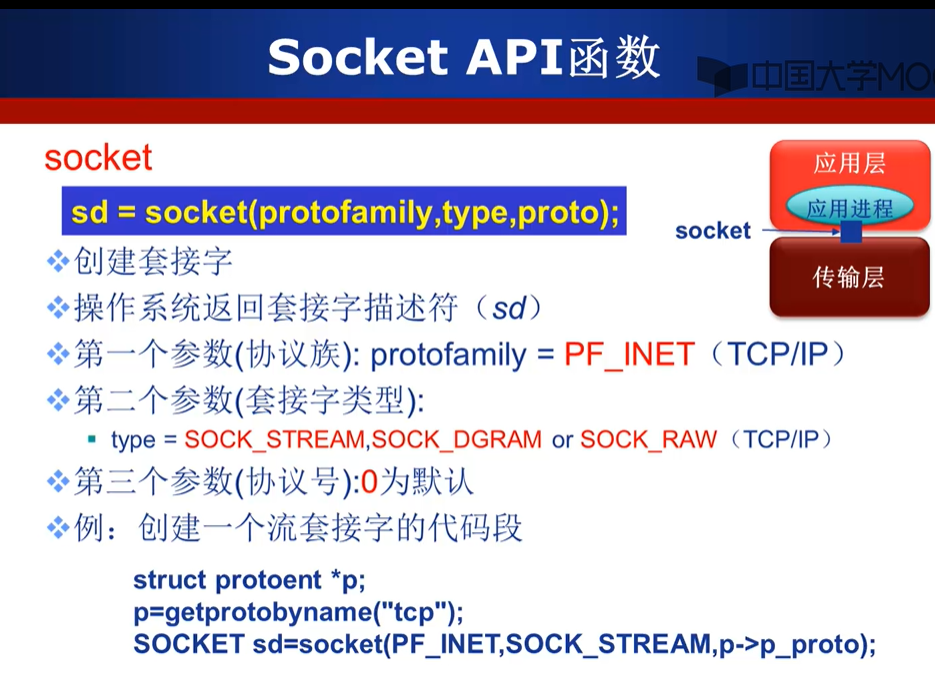 Socket API函数
中国大学MO
socket
sd = socket(protofamily,type,proto);
创建套接字
操作系统返回套接字描述符（sd）
第一个参数(协议族): protofamily = PF_INET（TCP/IP）
第二个参数(套接字类型):
type = SOCK_STREAM,SOCK_DGRAM or SOCK_RAW（TCP/IP）
第三个参数(协议号):0为默认
例：创建一个流套接字的代码段
struct protoent *p;
p=getprotobyname("tcp");
SOCKET sd=socket(PF_INET,SOCK_STREAM,p->p_proto);
应用层
应用进程
socket
传输层